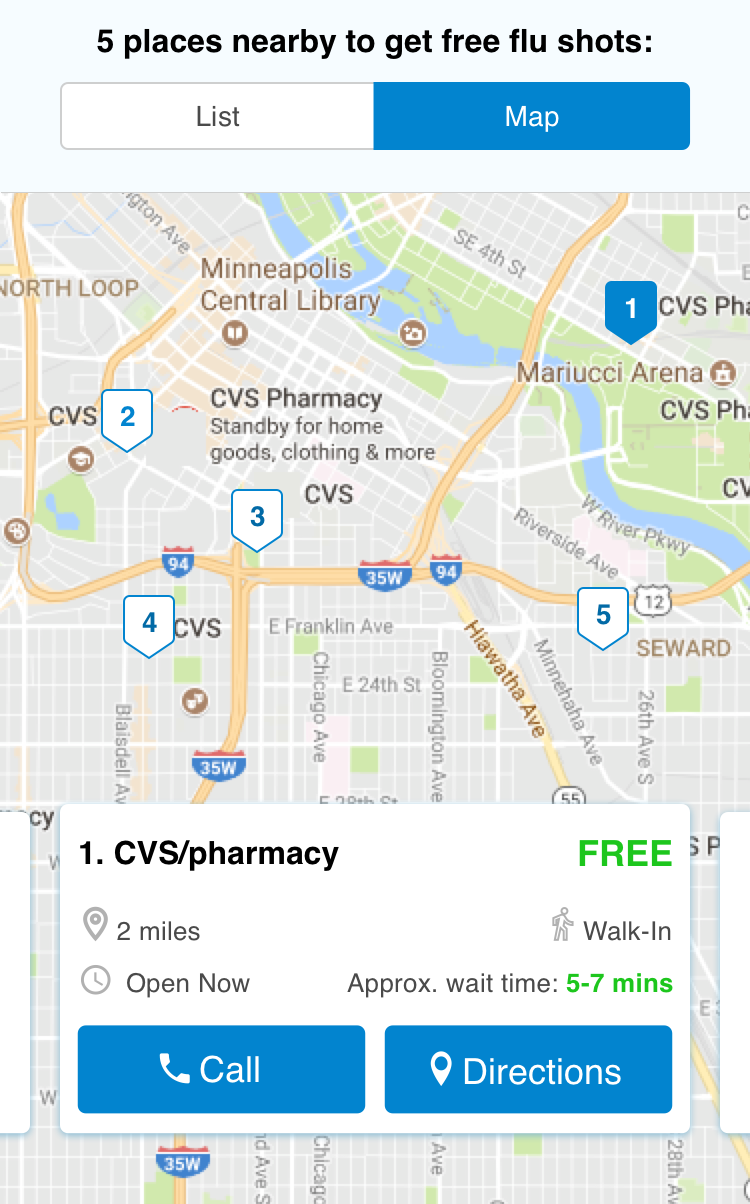 5 places nearby to get free flu shots:
List
Map
Ave
SE 4th St
NORTH LOOP
Minneapolis
Central Library
1
CVS
Mariucci Arena
CVS Pharmacy
Standby for home
goods, clothing & more
CVS
2
CVS
CVS
3
W River Pkwy
Riverside Ave
94
35W
94
12
4
CVS
E Franklin Ave
5
SEWARD
Hiawatha Ave
Minnehaha Ave
E 24th St
Chicago Ave
Bloomington Ave
26th Ave S
Blaisdell
35W
55
1. CVS/pharmacy
FREE
2 miles
Walk-In
Open Now
Approx. wait time: 5-7 mins
Call
Directions
W
35W
Ave S
Ave
28th